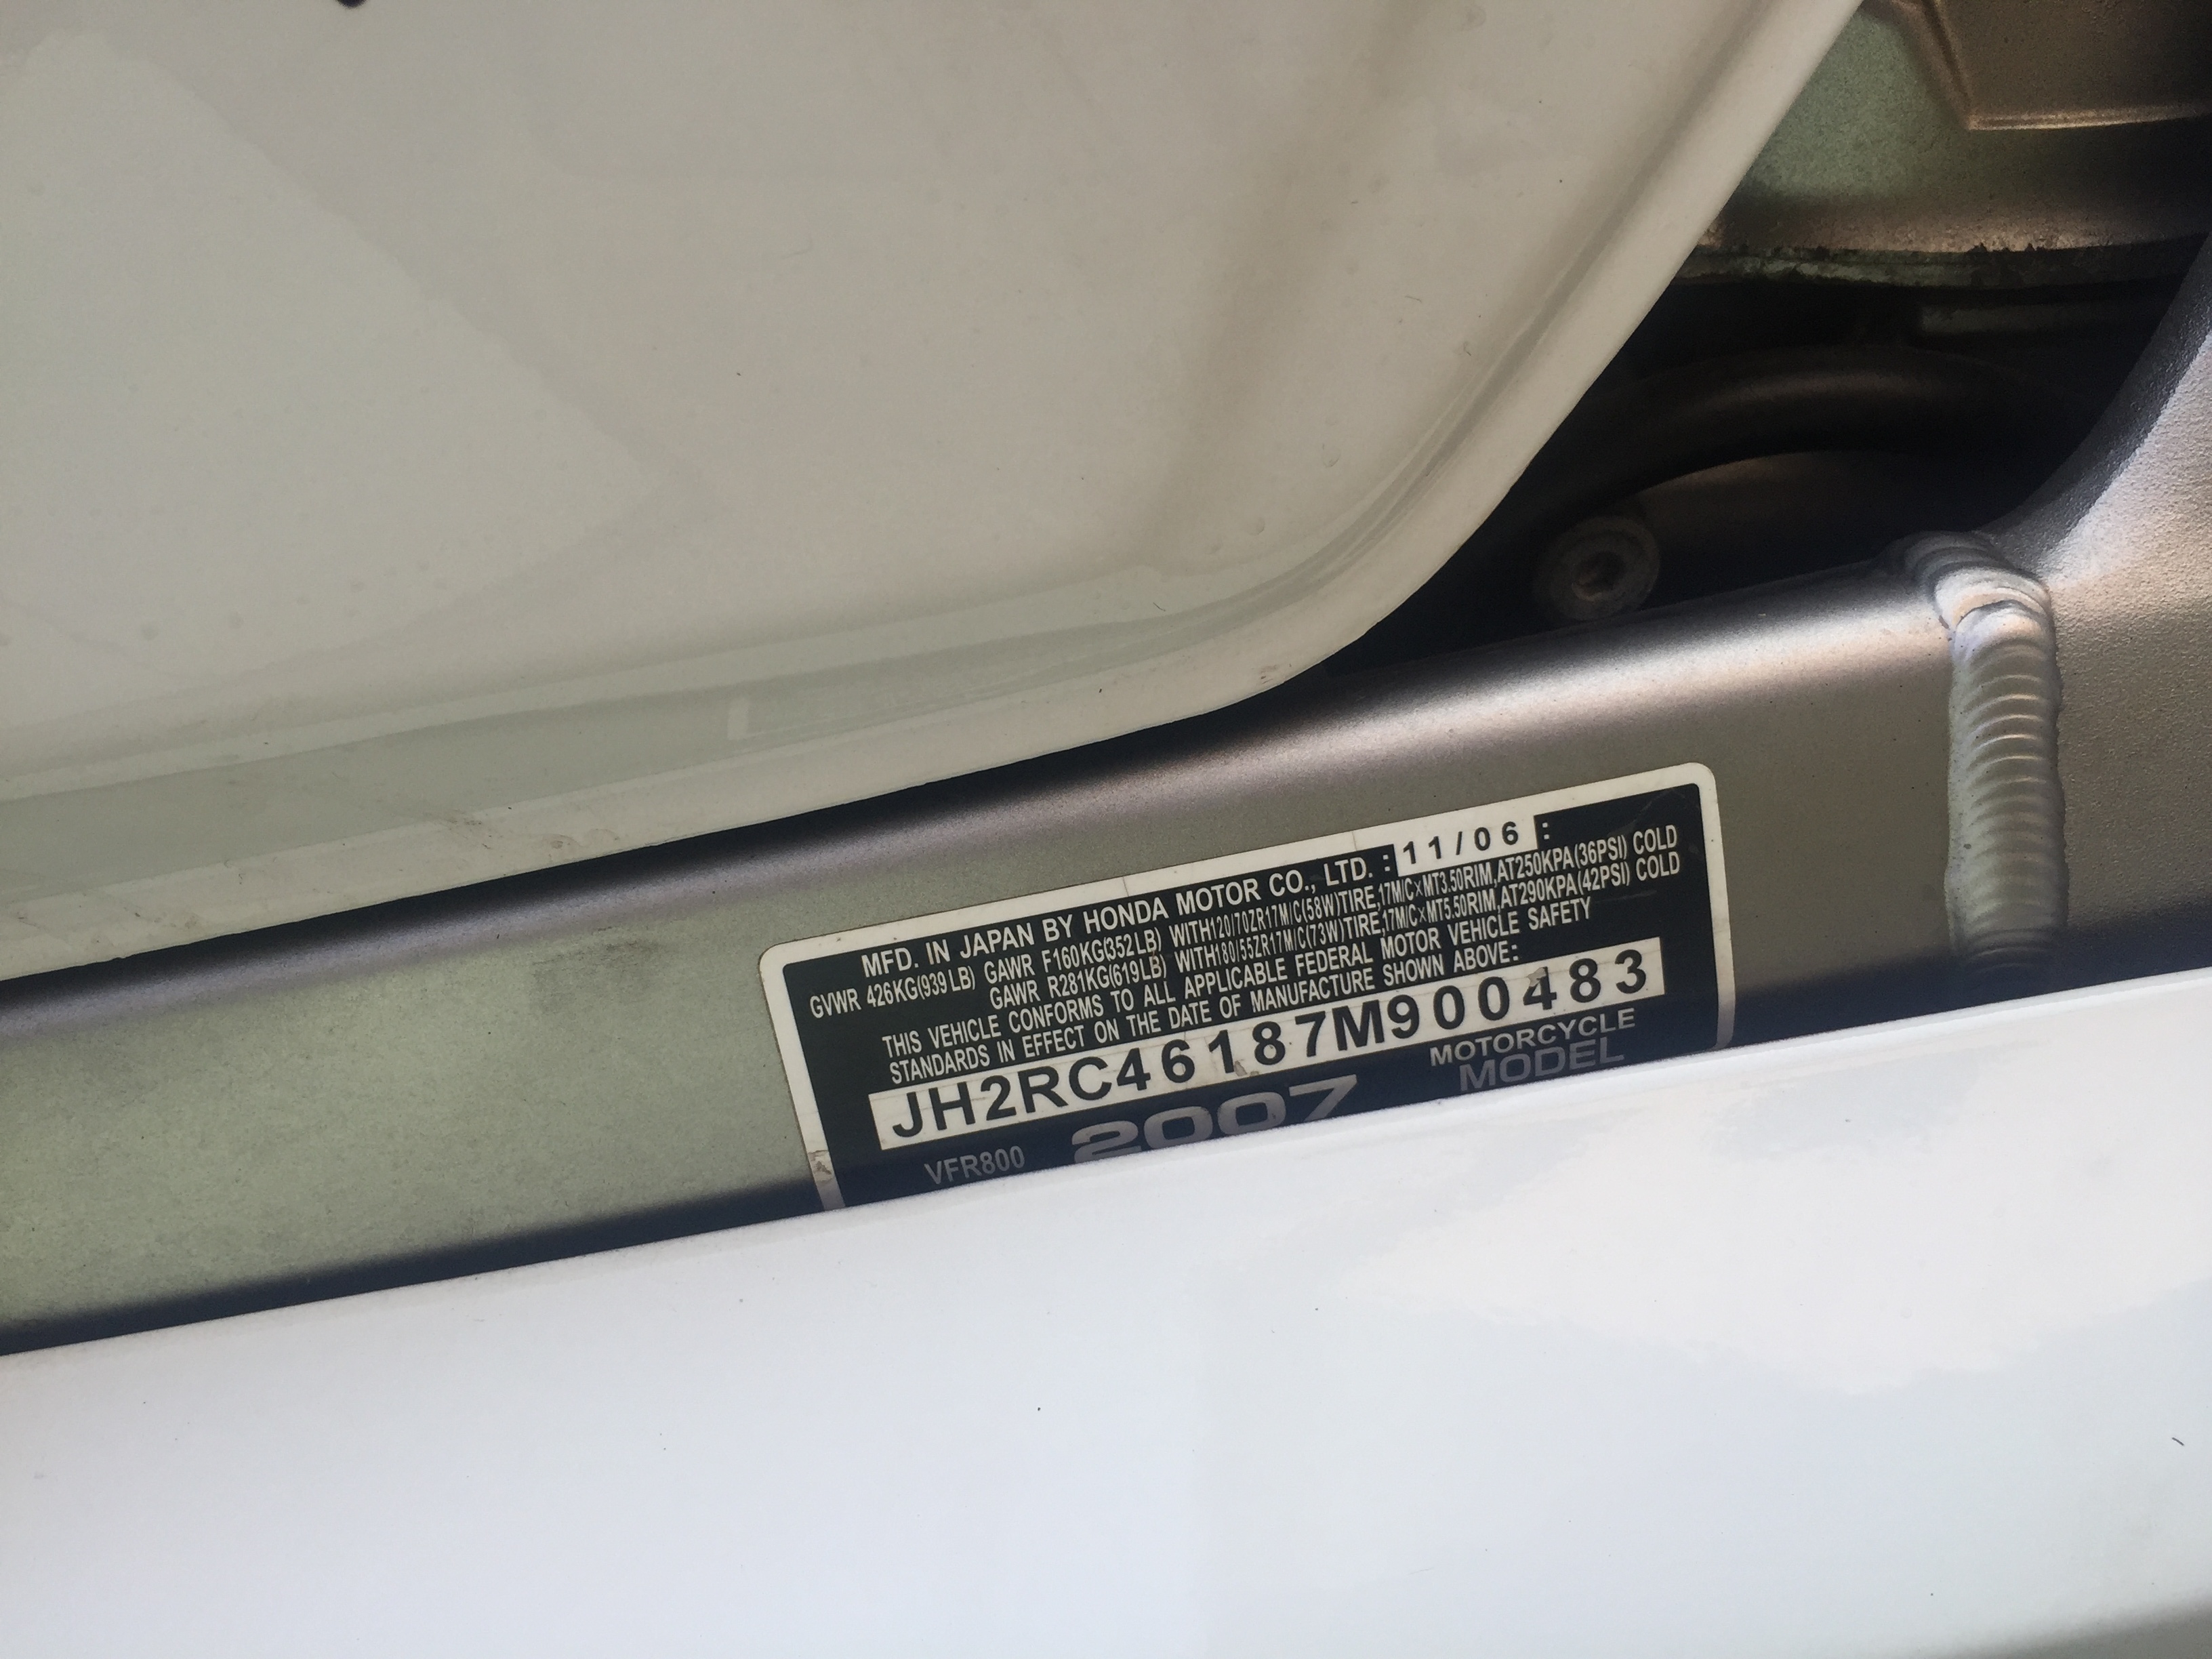 MFD. IN JAPAN BY HONDA MOTOR CO., LTD. : 11/06 :
GVWR 426KG(939LB) GAWR F160KG(352LB) WITH120/70ZR17M/C(58W)TIRE,17M/C×MT3.50RIM,AT250KPA(36PSI) COLD
GAWR R281KG(619LB) WITH180/55ZR17M/C(73W)TIRE,17M/C×MT5.50RIM,AT290KPA(42PSI) COLD
THIS VEHICLE CONFORMS TO ALL APPLICABLE FEDERAL MOTOR VEHICLE SAFETY
STANDARDS IN EFFECT ON THE DATE OF MANUFACTURE SHOWN ABOVE:
JH2RC46187M900483
MOTORCYCLE
VFR800 2007 MODEL